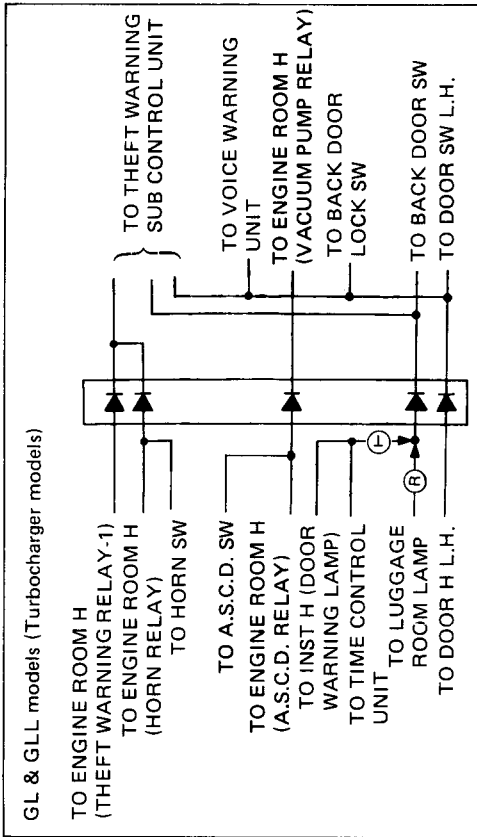 GL & GLL models (Turbocharger models)
TO ENGINE ROOM H
(THEFT WARNING RELAY-1)
TO ENGINE ROOM H
(HORN RELAY)
TO HORN SW
TO A.S.C.D. SW
TO ENGINE ROOM H
(A.S.C.D. RELAY)
TO INST H (DOOR
WARNING LAMP)
TO TIME CONTROL
UNIT
TO LUGGAGE
ROOM LAMP
TO DOOR H L.H.
T
R
TO THEFT WARNING
SUB CONTROL UNIT
TO VOICE WARNING
UNIT
TO ENGINE ROOM H
(VACUUM PUMP RELAY)
TO BACK DOOR
LOCK SW
TO BACK DOOR SW
TO DOOR SW L.H.